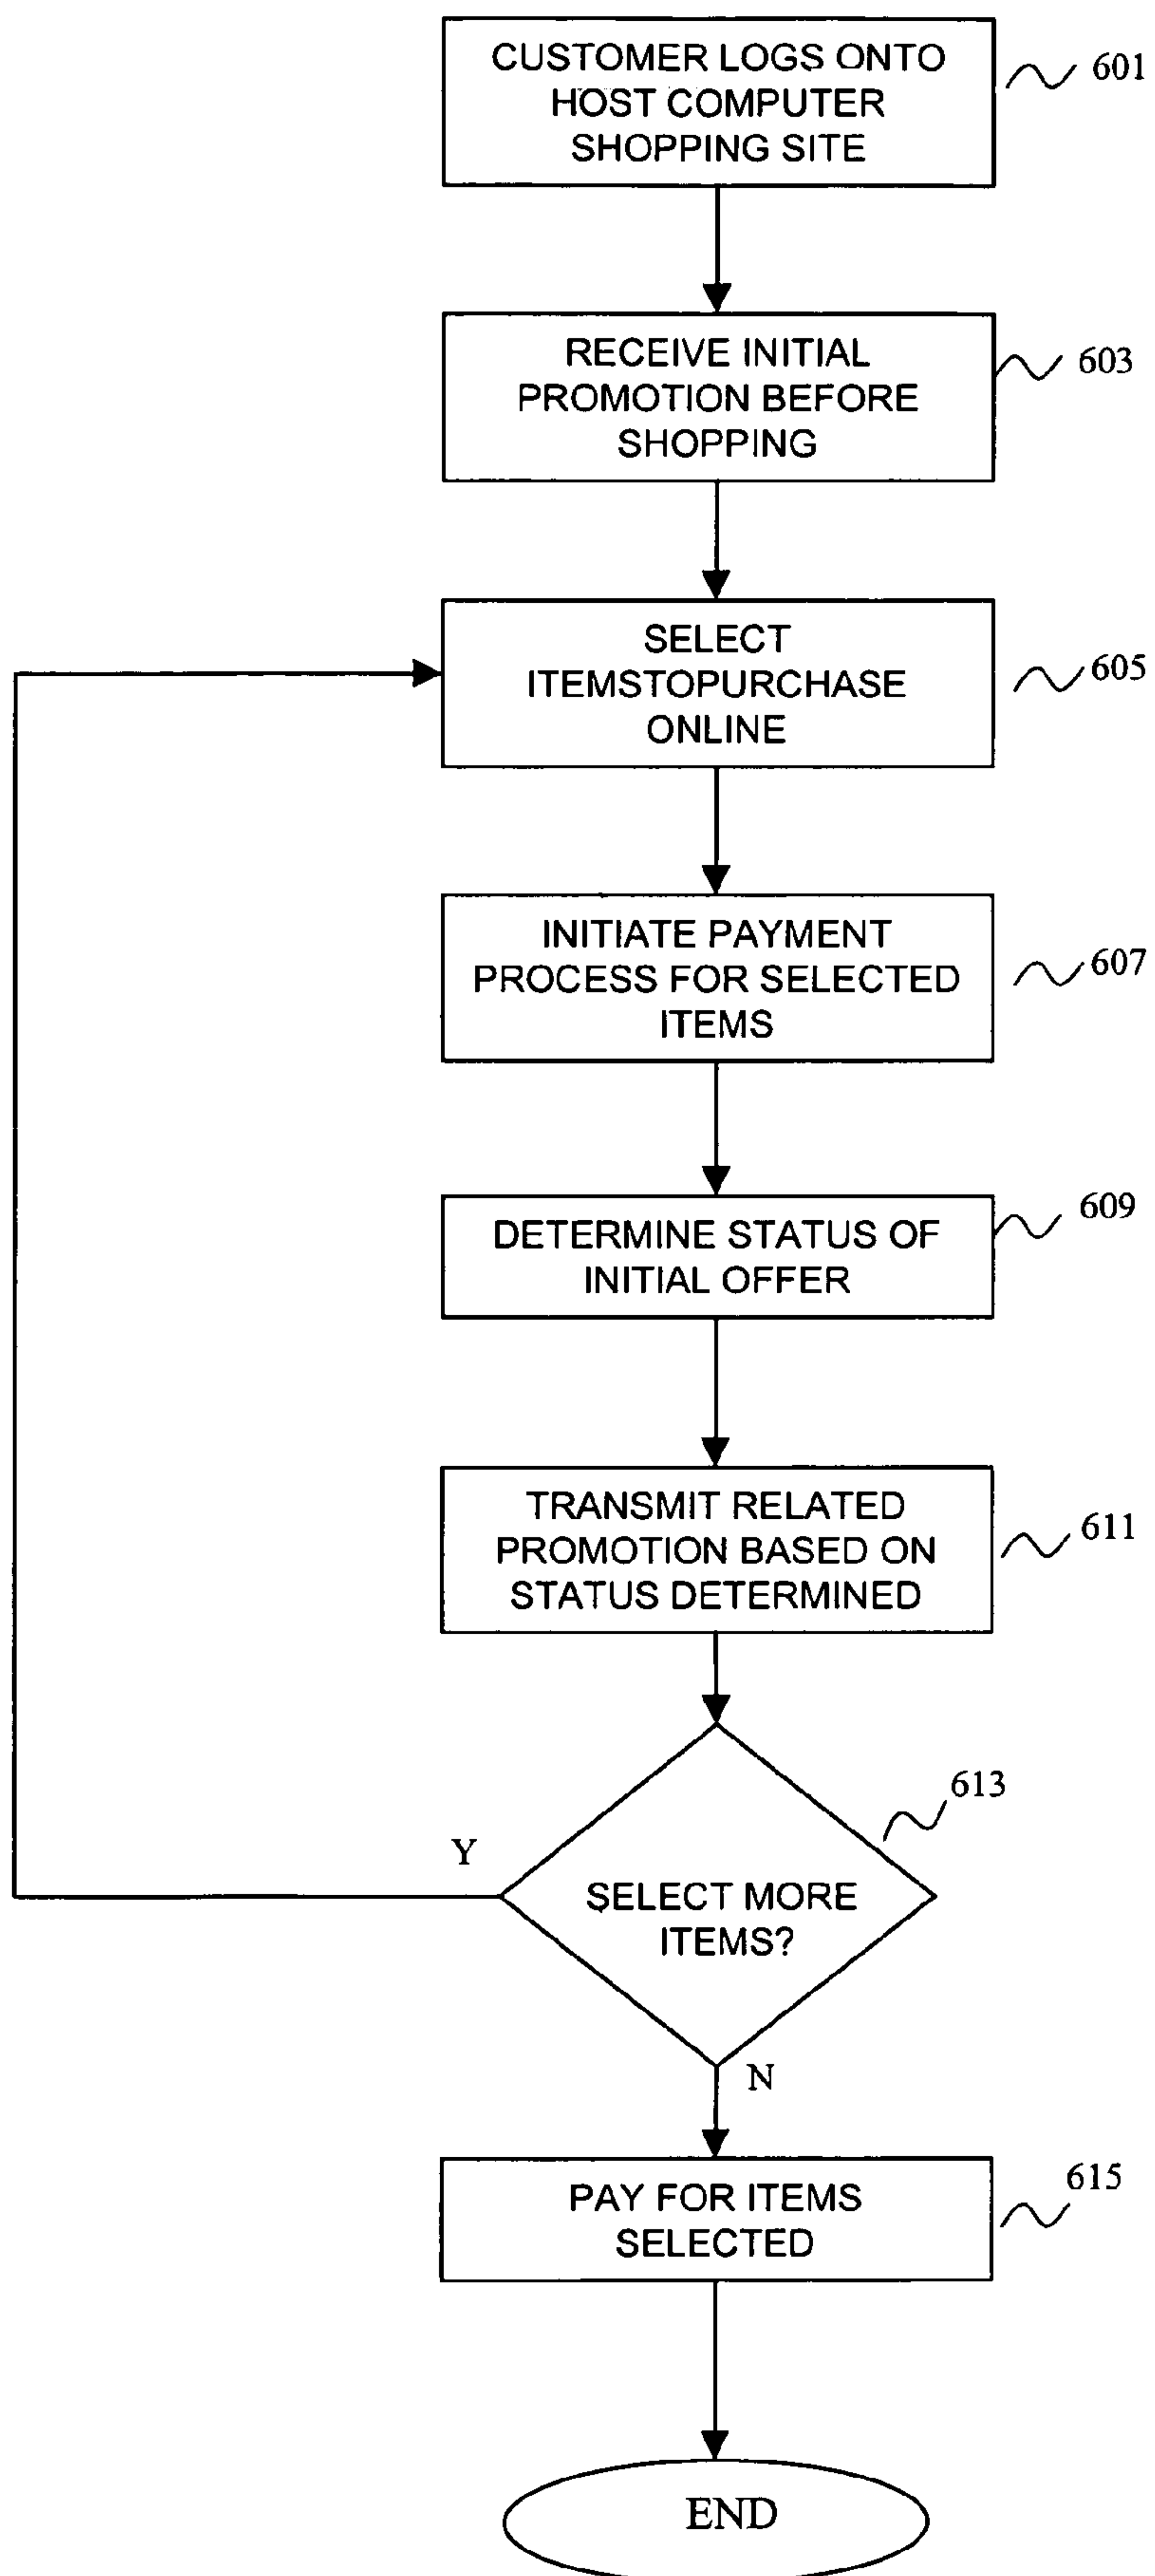 CUSTOMER LOGS ONTO
HOST COMPUTER
SHOPPING SITE
601
RECEIVE INITIAL
PROMOTION BEFORE
SHOPPING
603
SELECT
ITEMSTOPURCHASE
ONLINE
605
INITIATE PAYMENT
PROCESS FOR SELECTED
ITEMS
607
DETERMINE STATUS OF
INITIAL OFFER
609
TRANSMIT RELATED
PROMOTION BASED ON
STATUS DETERMINED
611
613
Y
SELECT MORE
ITEMS?
N
PAY FOR ITEMS
SELECTED
615
END